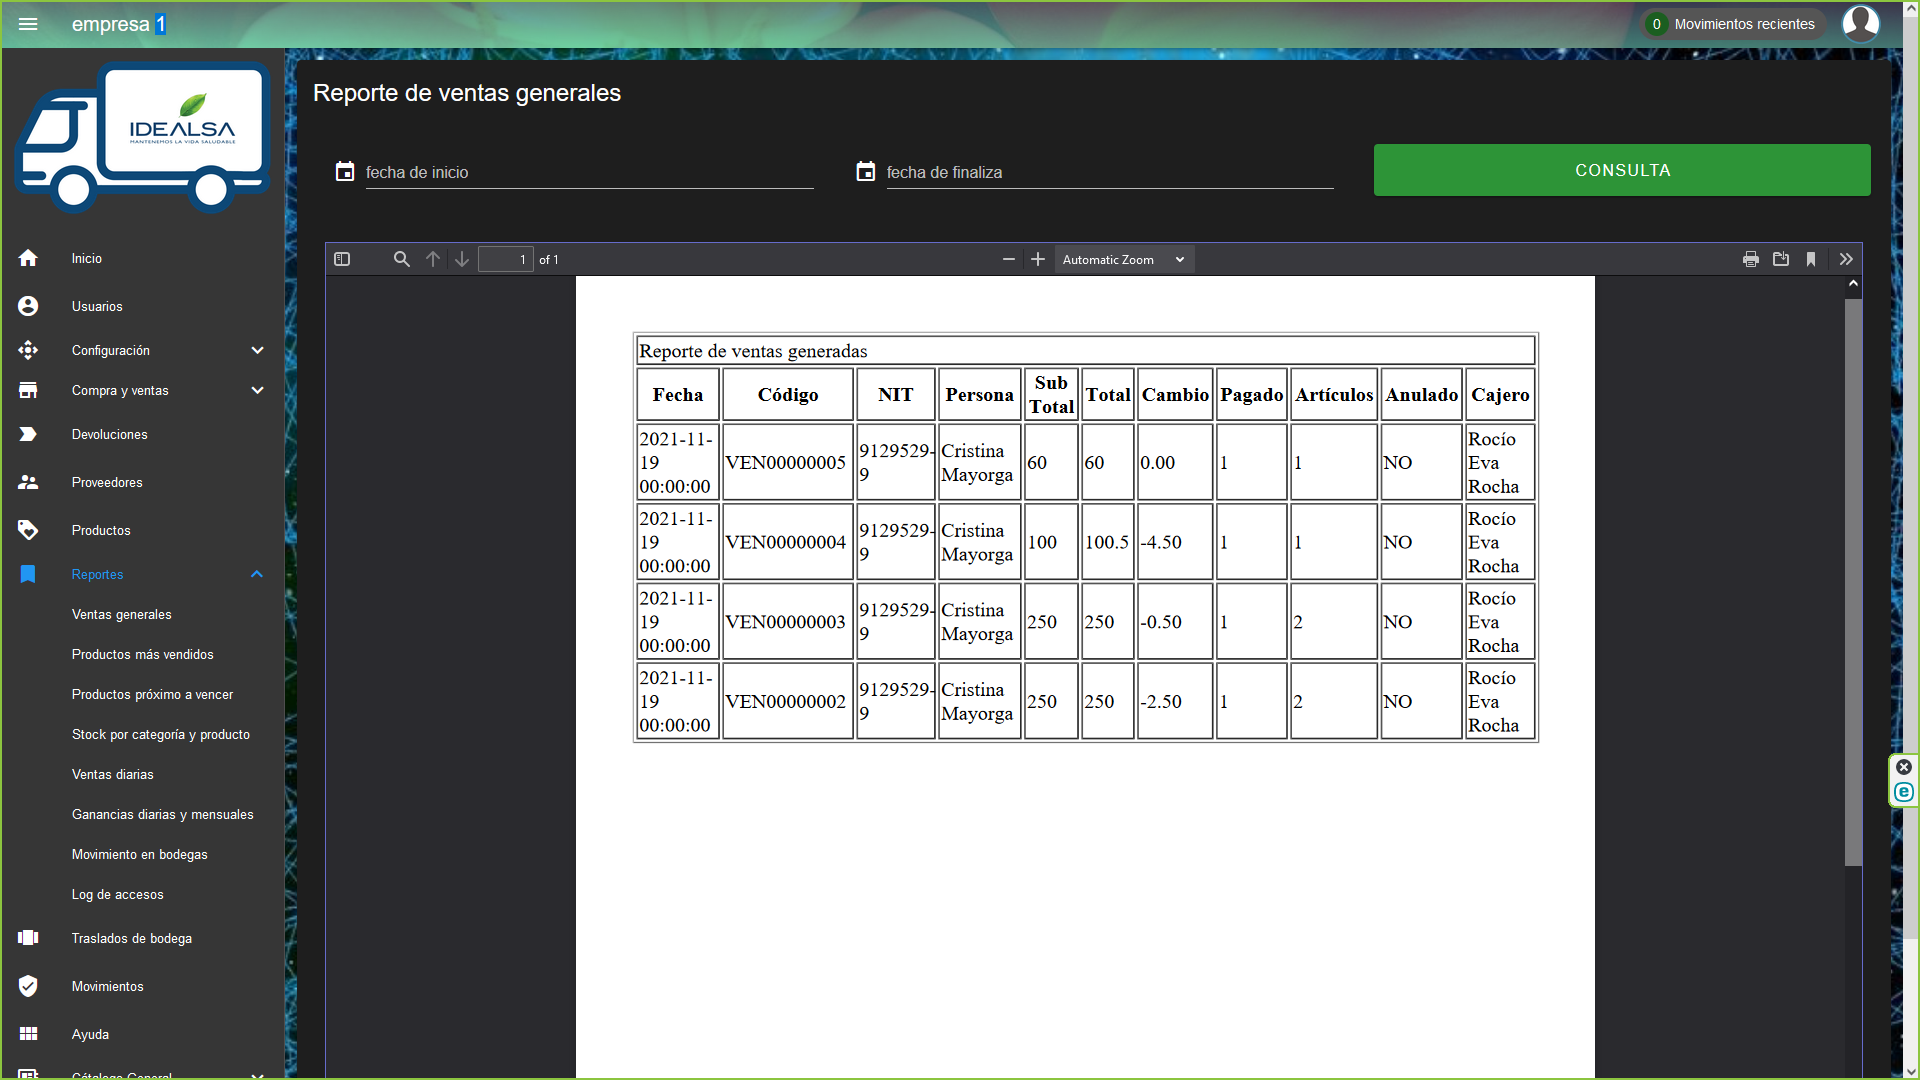 empresa 1
0 Movimientos recientes
IDEALSA
MANTENEMOS LA VIDA SALUDABLE
Inicio
Usuarios
Configuración
Compra y ventas
Devoluciones
Proveedores
Productos
Reportes
Ventas generales
Productos más vendidos
Productos próximo a vencer
Stock por categoría y producto
Ventas diarias
Ganancias diarias y mensuales
Movimiento en bodegas
Log de accesos
Traslados de bodega
Movimientos
Ayuda
Cátalogo General
Reporte de ventas generales
fecha de inicio
fecha de finaliza
CONSULTA
1 of 1
Automatic Zoom
Reporte de ventas generadas
Fecha Código NIT Persona Sub Total Total Cambio Pagado Artículos Anulado Cajero
2021-11-19 00:00:00 VEN00000005 9129529-9 Cristina Mayorga 60 60 0.00 1 1 NO Rocío Eva Rocha
2021-11-19 00:00:00 VEN00000004 9129529-9 Cristina Mayorga 100 100.5 -4.50 1 1 NO Rocío Eva Rocha
2021-11-19 00:00:00 VEN00000003 9129529-9 Cristina Mayorga 250 250 -0.50 1 2 NO Rocío Eva Rocha
2021-11-19 00:00:00 VEN00000002 9129529-9 Cristina Mayorga 250 250 -2.50 1 2 NO Rocío Eva Rocha